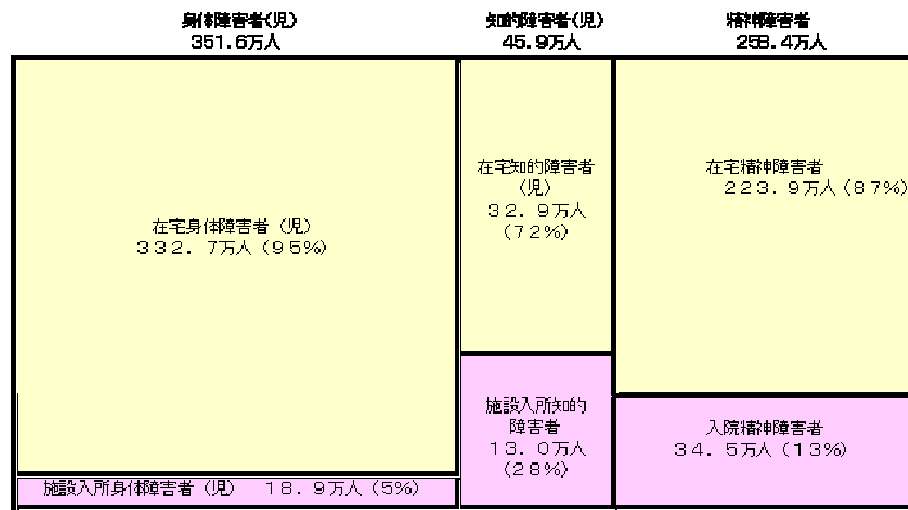 身体障害者(児)
351.6万人
知的障害者(児)
45.9万人
精神障害者
258.4万人
在宅身体障害者（児）
３３２．７万人（９５%）
在宅知的障害者
（児）
３２．９万人
（７２%）
在宅精神障害者
２２３．９万人（８７%）
施設入所身体障害者（児）　１８．９万人（５%）
施設入所知的
障害者
１３．０万人
（２８%）
入院精神障害者
３４．５万人（１３%）